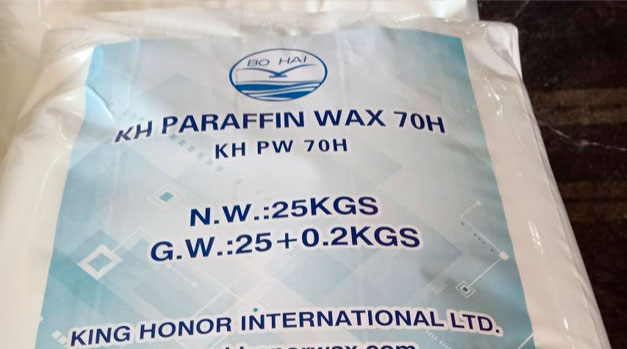 BO HAI
KH PARAFFIN WAX 70H
KH PW 70H
N.W.:25KGS
G.W.:25+0.2KGS
KING HONOR INTERNATIONAL LTD.